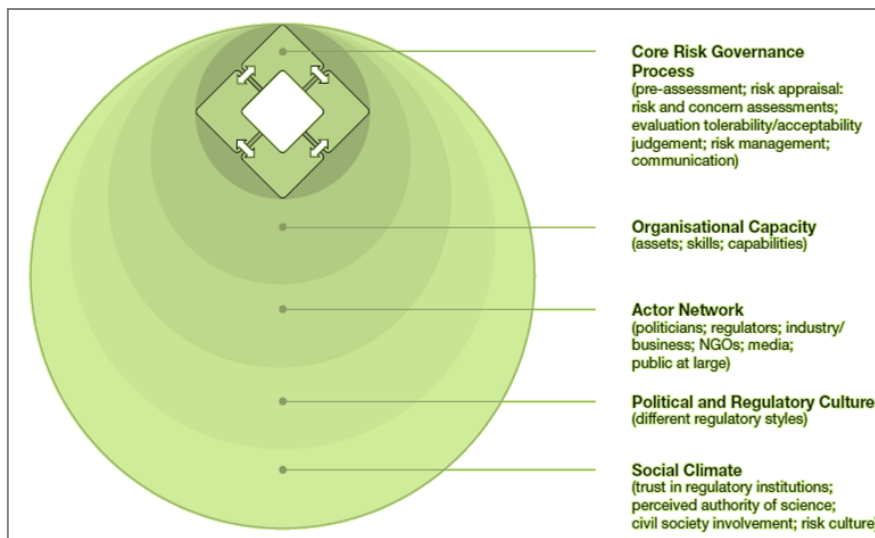 Core Risk Governance
Process
(pre-assessment; risk appraisal:
risk and concern assessments;
evaluation tolerability/acceptability
judgement; risk management;
communication)
Organisational Capacity
(assets; skills; capabilities)
Actor Network
(politicians; regulators; industry/
business; NGOs; media;
public at large)
Political and Regulatory Culture
(different regulatory styles)
Social Climate
(trust in regulatory institutions;
perceived authority of science;
civil society involvement; risk culture)